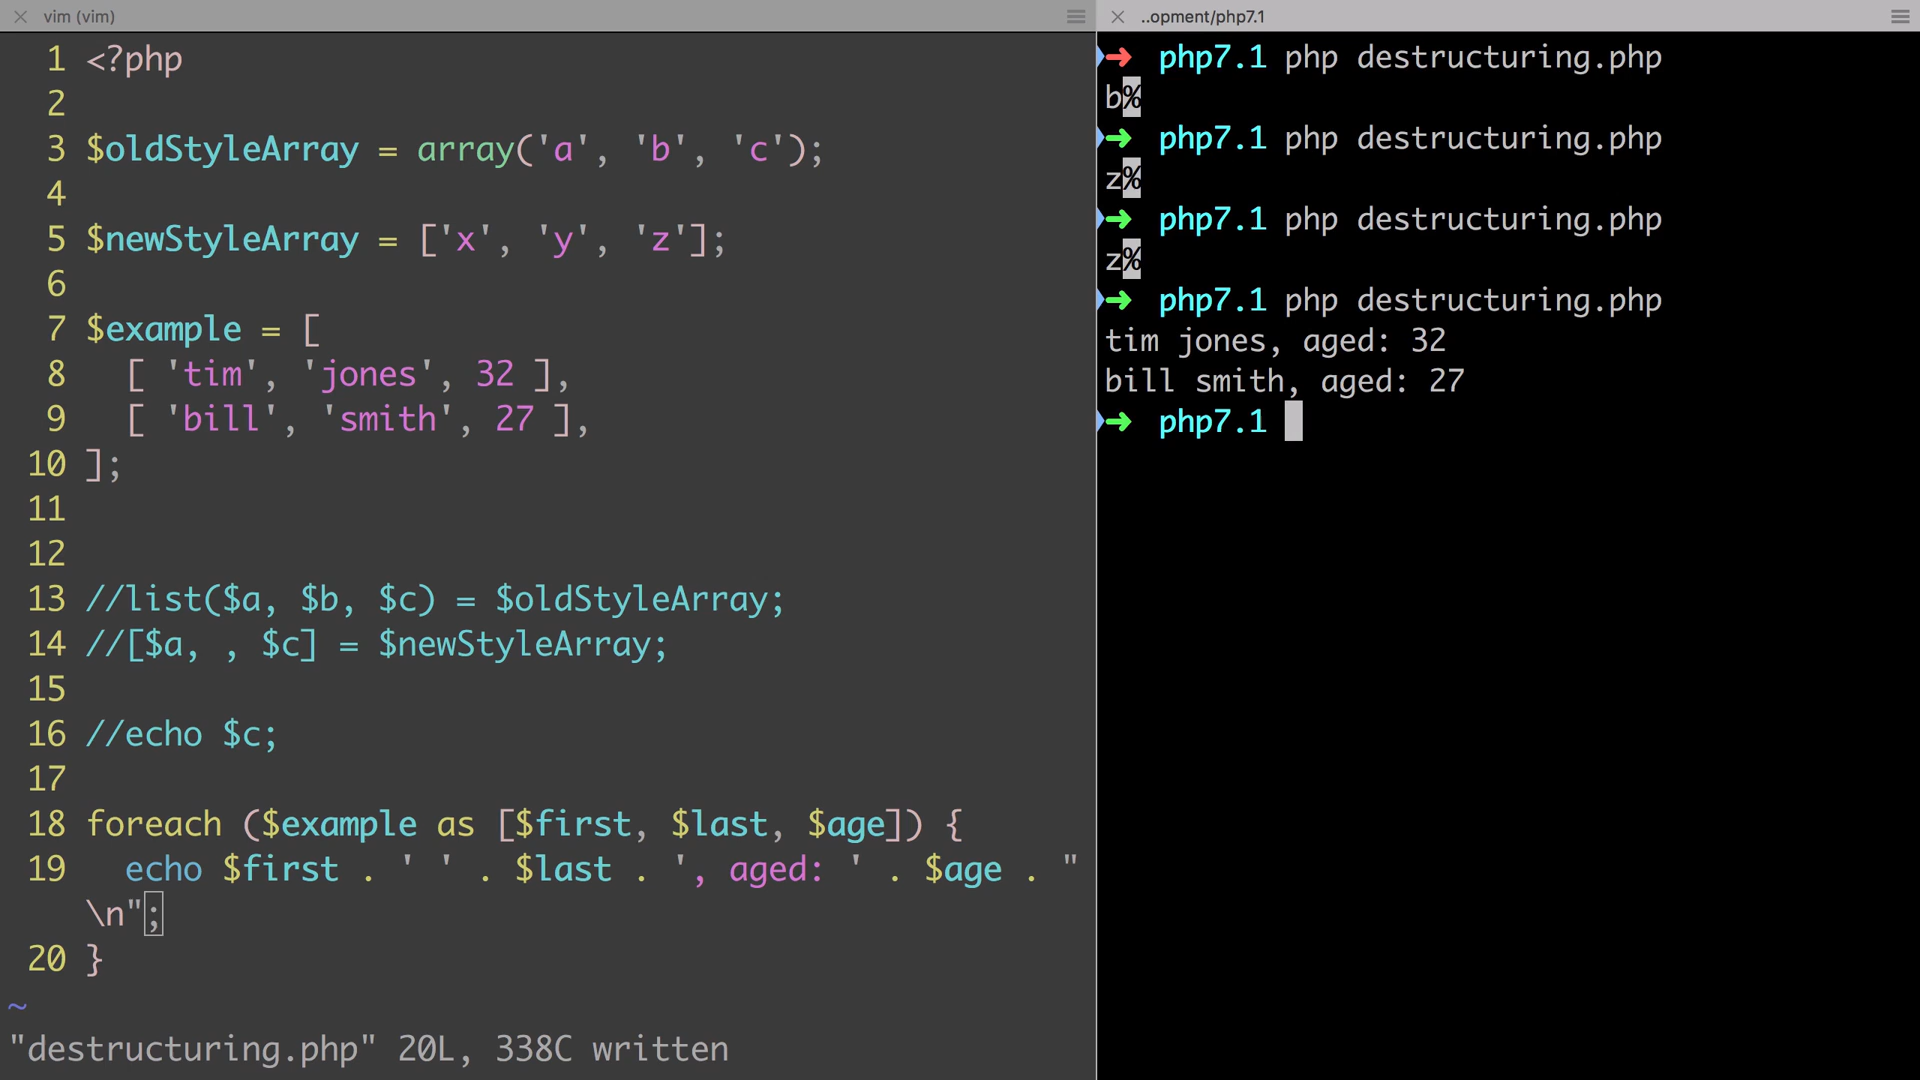 vim (vim)
1 <?php
2
3 $oldStyleArray = array('a', 'b', 'c');
4
5 $newStyleArray = ['x', 'y', 'z'];
6
7 $example = [
8   [ 'tim', 'jones', 32 ],
9   [ 'bill', 'smith', 27 ],
10 ];
11
12
13 //list($a, $b, $c) = $oldStyleArray;
14 //[$a, , $c] = $newStyleArray;
15
16 //echo $c;
17
18 foreach ($example as [$first, $last, $age]) {
19   echo $first . ' ' . $last . ', aged: ' . $age . "
\n";
20 }
~
"destructuring.php" 20L, 338C written
..opment/php7.1
➜ php7.1 php destructuring.php
b%
➜ php7.1 php destructuring.php
z%
➜ php7.1 php destructuring.php
z%
➜ php7.1 php destructuring.php
tim jones, aged: 32
bill smith, aged: 27
➜ php7.1